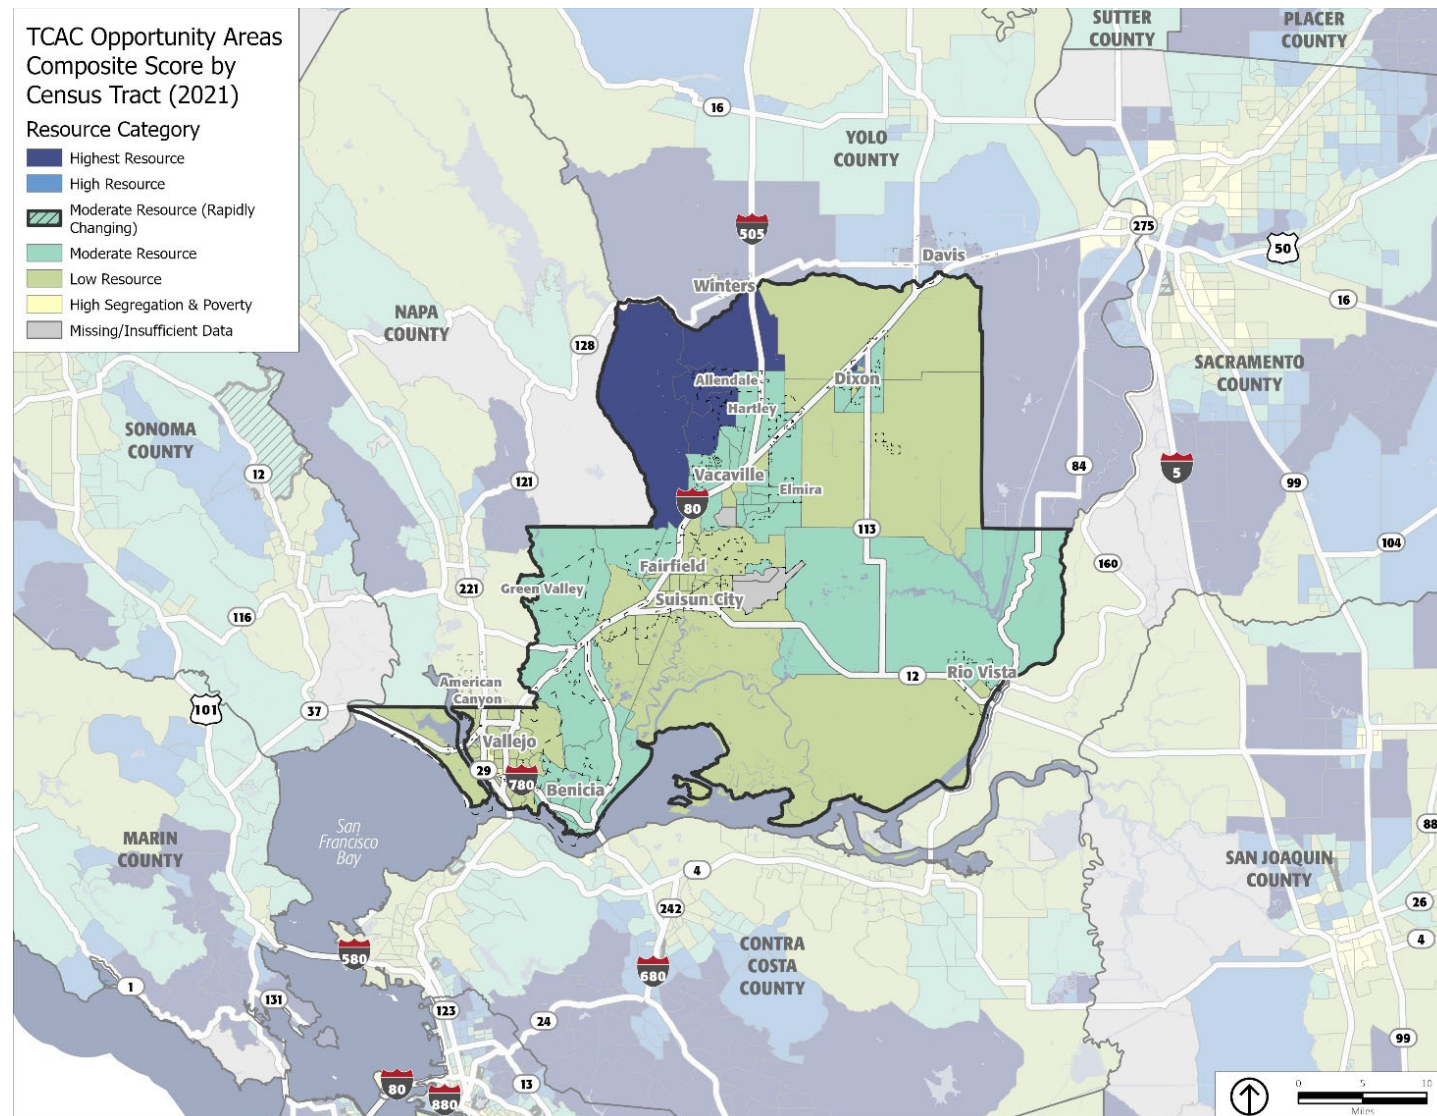 TCAC Opportunity Areas
Composite Score by
Census Tract (2021)
Resource Category
Highest Resource
High Resource
Moderate Resource (Rapidly
Changing)
Moderate Resource
Low Resource
High Segregation & Poverty
Missing/Insufficient Data
SUTTER
COUNTY
PLACER
COUNTY
16
YOLO
COUNTY
505
275
50
Davis
Winters
16
NAPA
COUNTY
128
SACRAMENTO
COUNTY
Allendale
Dixon
Hartley
SONOMA
COUNTY
12
121
Vacaville
Elmira
84
5
99
80
113
104
Fairfield
160
Green Valley
221
Suisun City
116
12
Rio Vista
American
Canyon
37
101
Vallejo
29
780
Benicia
San
Francisco
Bay
MARIN
COUNTY
88
SAN JOAQUIN
COUNTY
4
242
26
4
CONTRA
COSTA
COUNTY
580
680
1
131
123
24
99
13
80
880
0 5 10
Miles